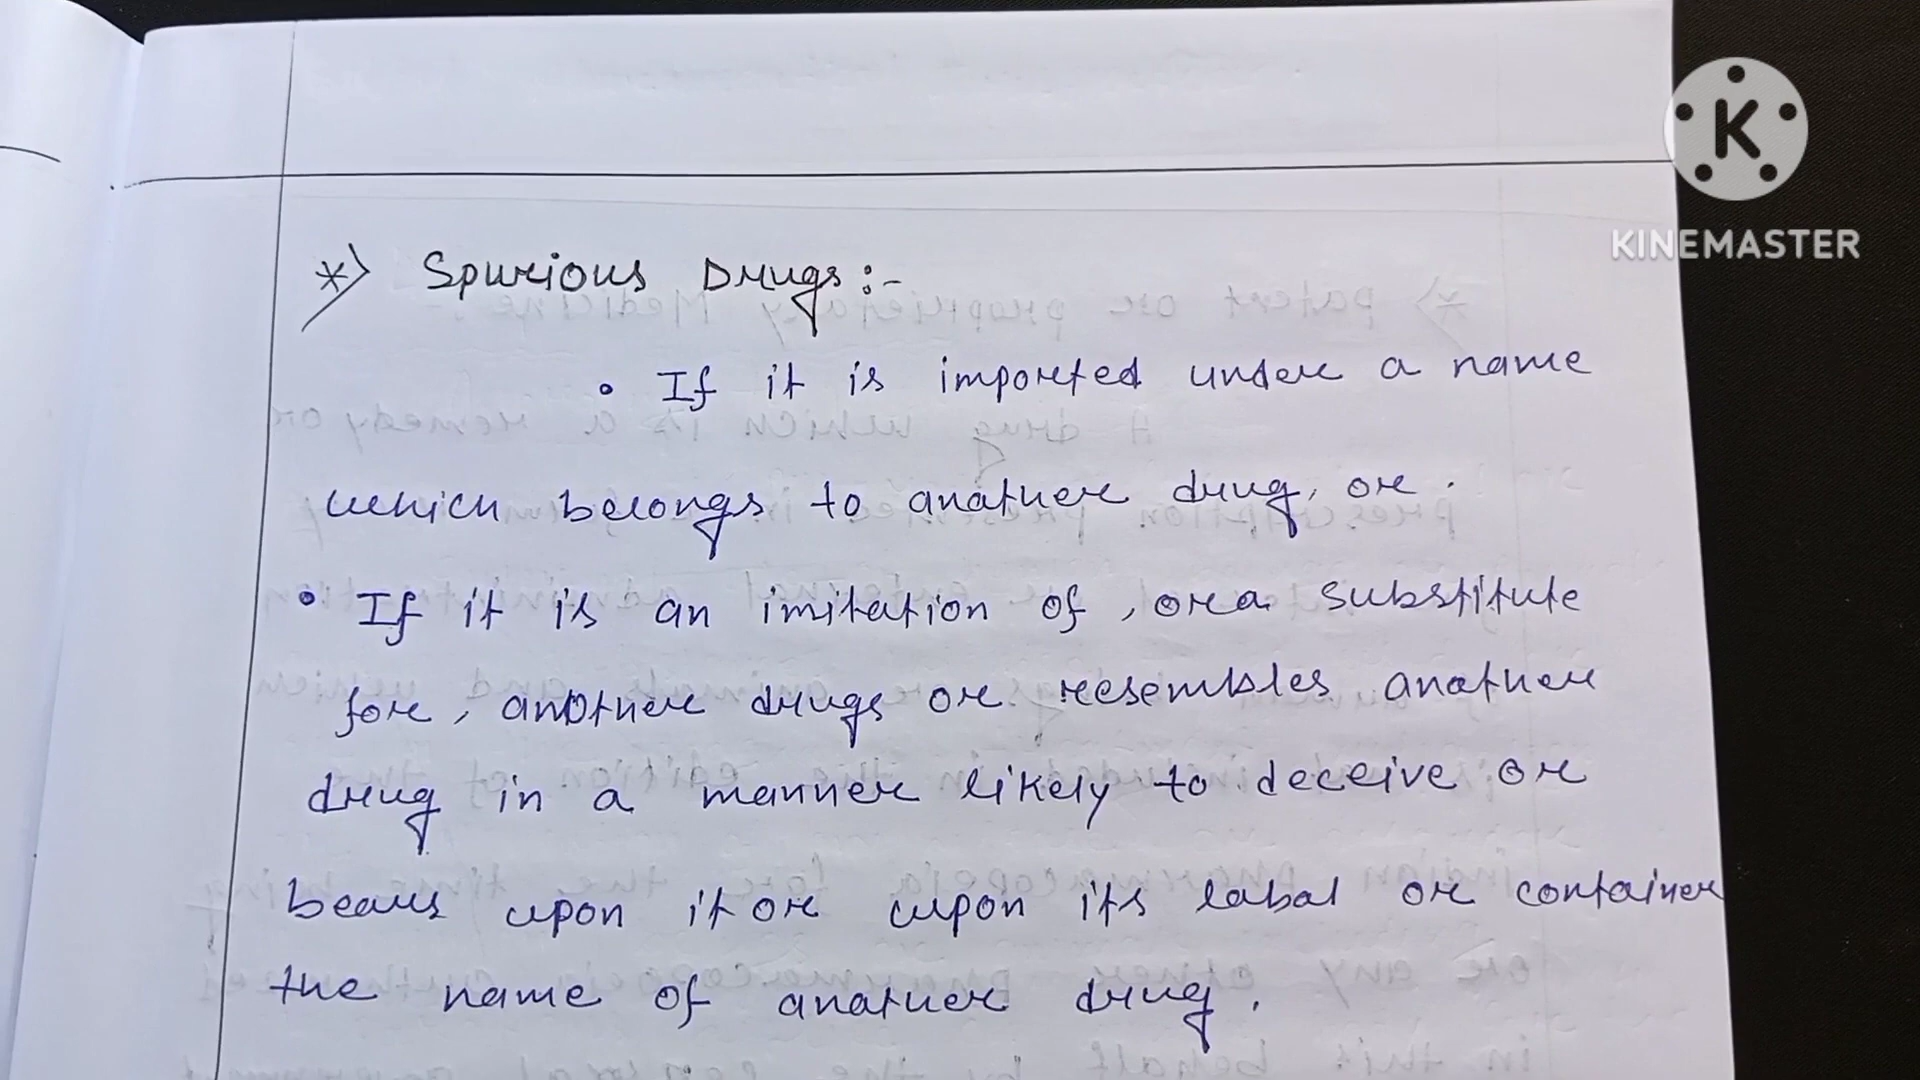 K
KINEMASTER
*> Spurious Drugs:-
• If it is imported under a name
which belongs to another drug, or.
• If it is an imitation of, or a substitute
for, another drugs or resembles another
drug in a manner likely to deceive or
bears upon it or upon its labal or container
the name of another drug.